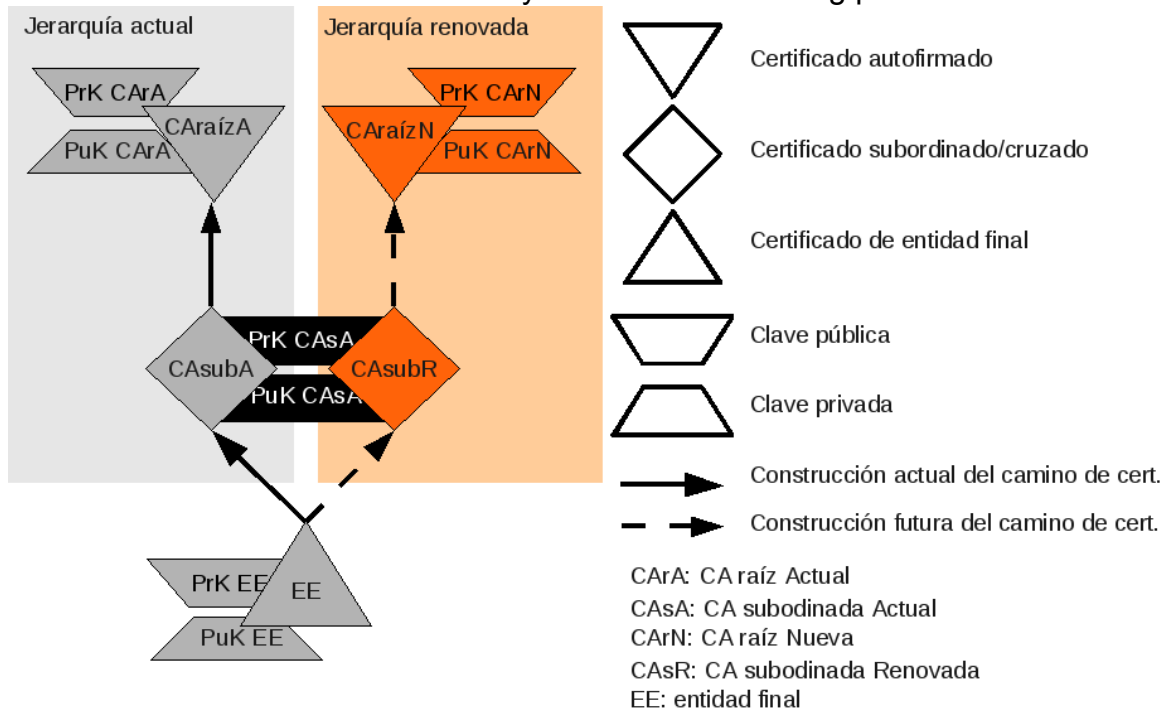 Jerarquía actual
Jerarquía renovada
PrK CArA
CAraízA
PuK CArA
PrK CArN
CAraízN
PuK CArN
PrK CAsA
CAsubA
CAsubR
PuK CAsA
PrK EE
EE
PuK EE
Certificado autofirmado
Certificado subordinado/cruzado
Certificado de entidad final
Clave pública
Clave privada
Construcción actual del camino de cert.
Construcción futura del camino de cert.
CArA: CA raíz Actual
CAsA: CA subodinada Actual
CArN: CA raíz Nueva
CAsR: CA subodinada Renovada
EE: entidad final